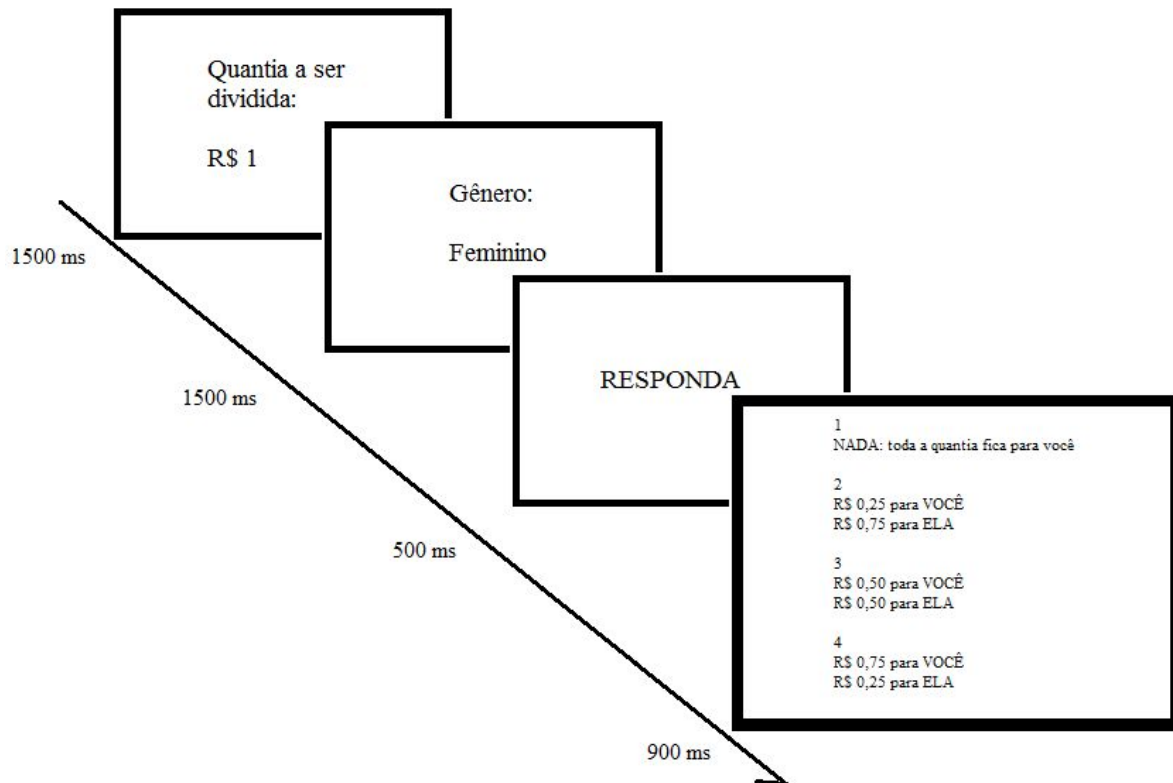 Quantia a ser
dividida:
R$ 1
1500 ms
Gênero:
Feminino
1500 ms
RESPONDA
500 ms
1
NADA: toda a quantia fica para você
2
R$ 0,25 para VOCÊ
R$ 0,75 para ELA
3
R$ 0,50 para VOCÊ
R$ 0,50 para ELA
4
R$ 0,75 para VOCÊ
R$ 0,25 para ELA
900 ms